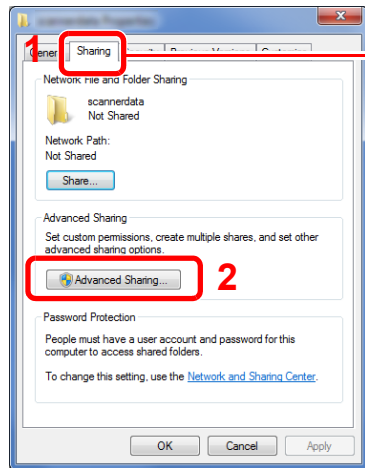 scannerdata Properties
1
General
Sharing
Network File and Folder Sharing
scannerdata
Not Shared
Network Path:
Not Shared
Share...
Advanced Sharing
Set custom permissions, create multiple shares, and set other
advanced sharing options.
Advanced Sharing...
2
Password Protection
People must have a user account and password for this
computer to access shared folders.
To change this setting, use the Network and Sharing Center.
OK
Cancel
Apply